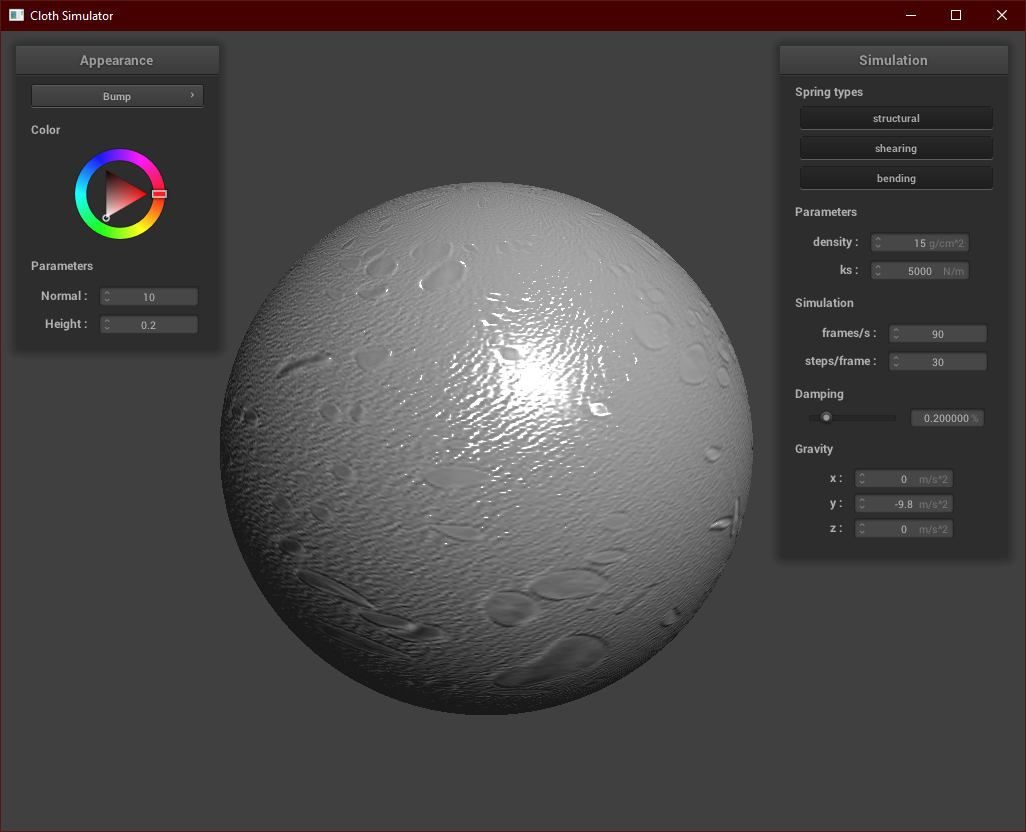 Cloth Simulator
Appearance
Bump
Color
Parameters
Normal : 10
Height : 0.2
Simulation
Spring types
structural
shearing
bending
Parameters
density : 15 g/cm^2
ks : 5000 N/m
Simulation
frames/s : 90
steps/frame : 30
Damping
0.200000 %
Gravity
x : 0 m/s^2
y : -9.8 m/s^2
z : 0 m/s^2